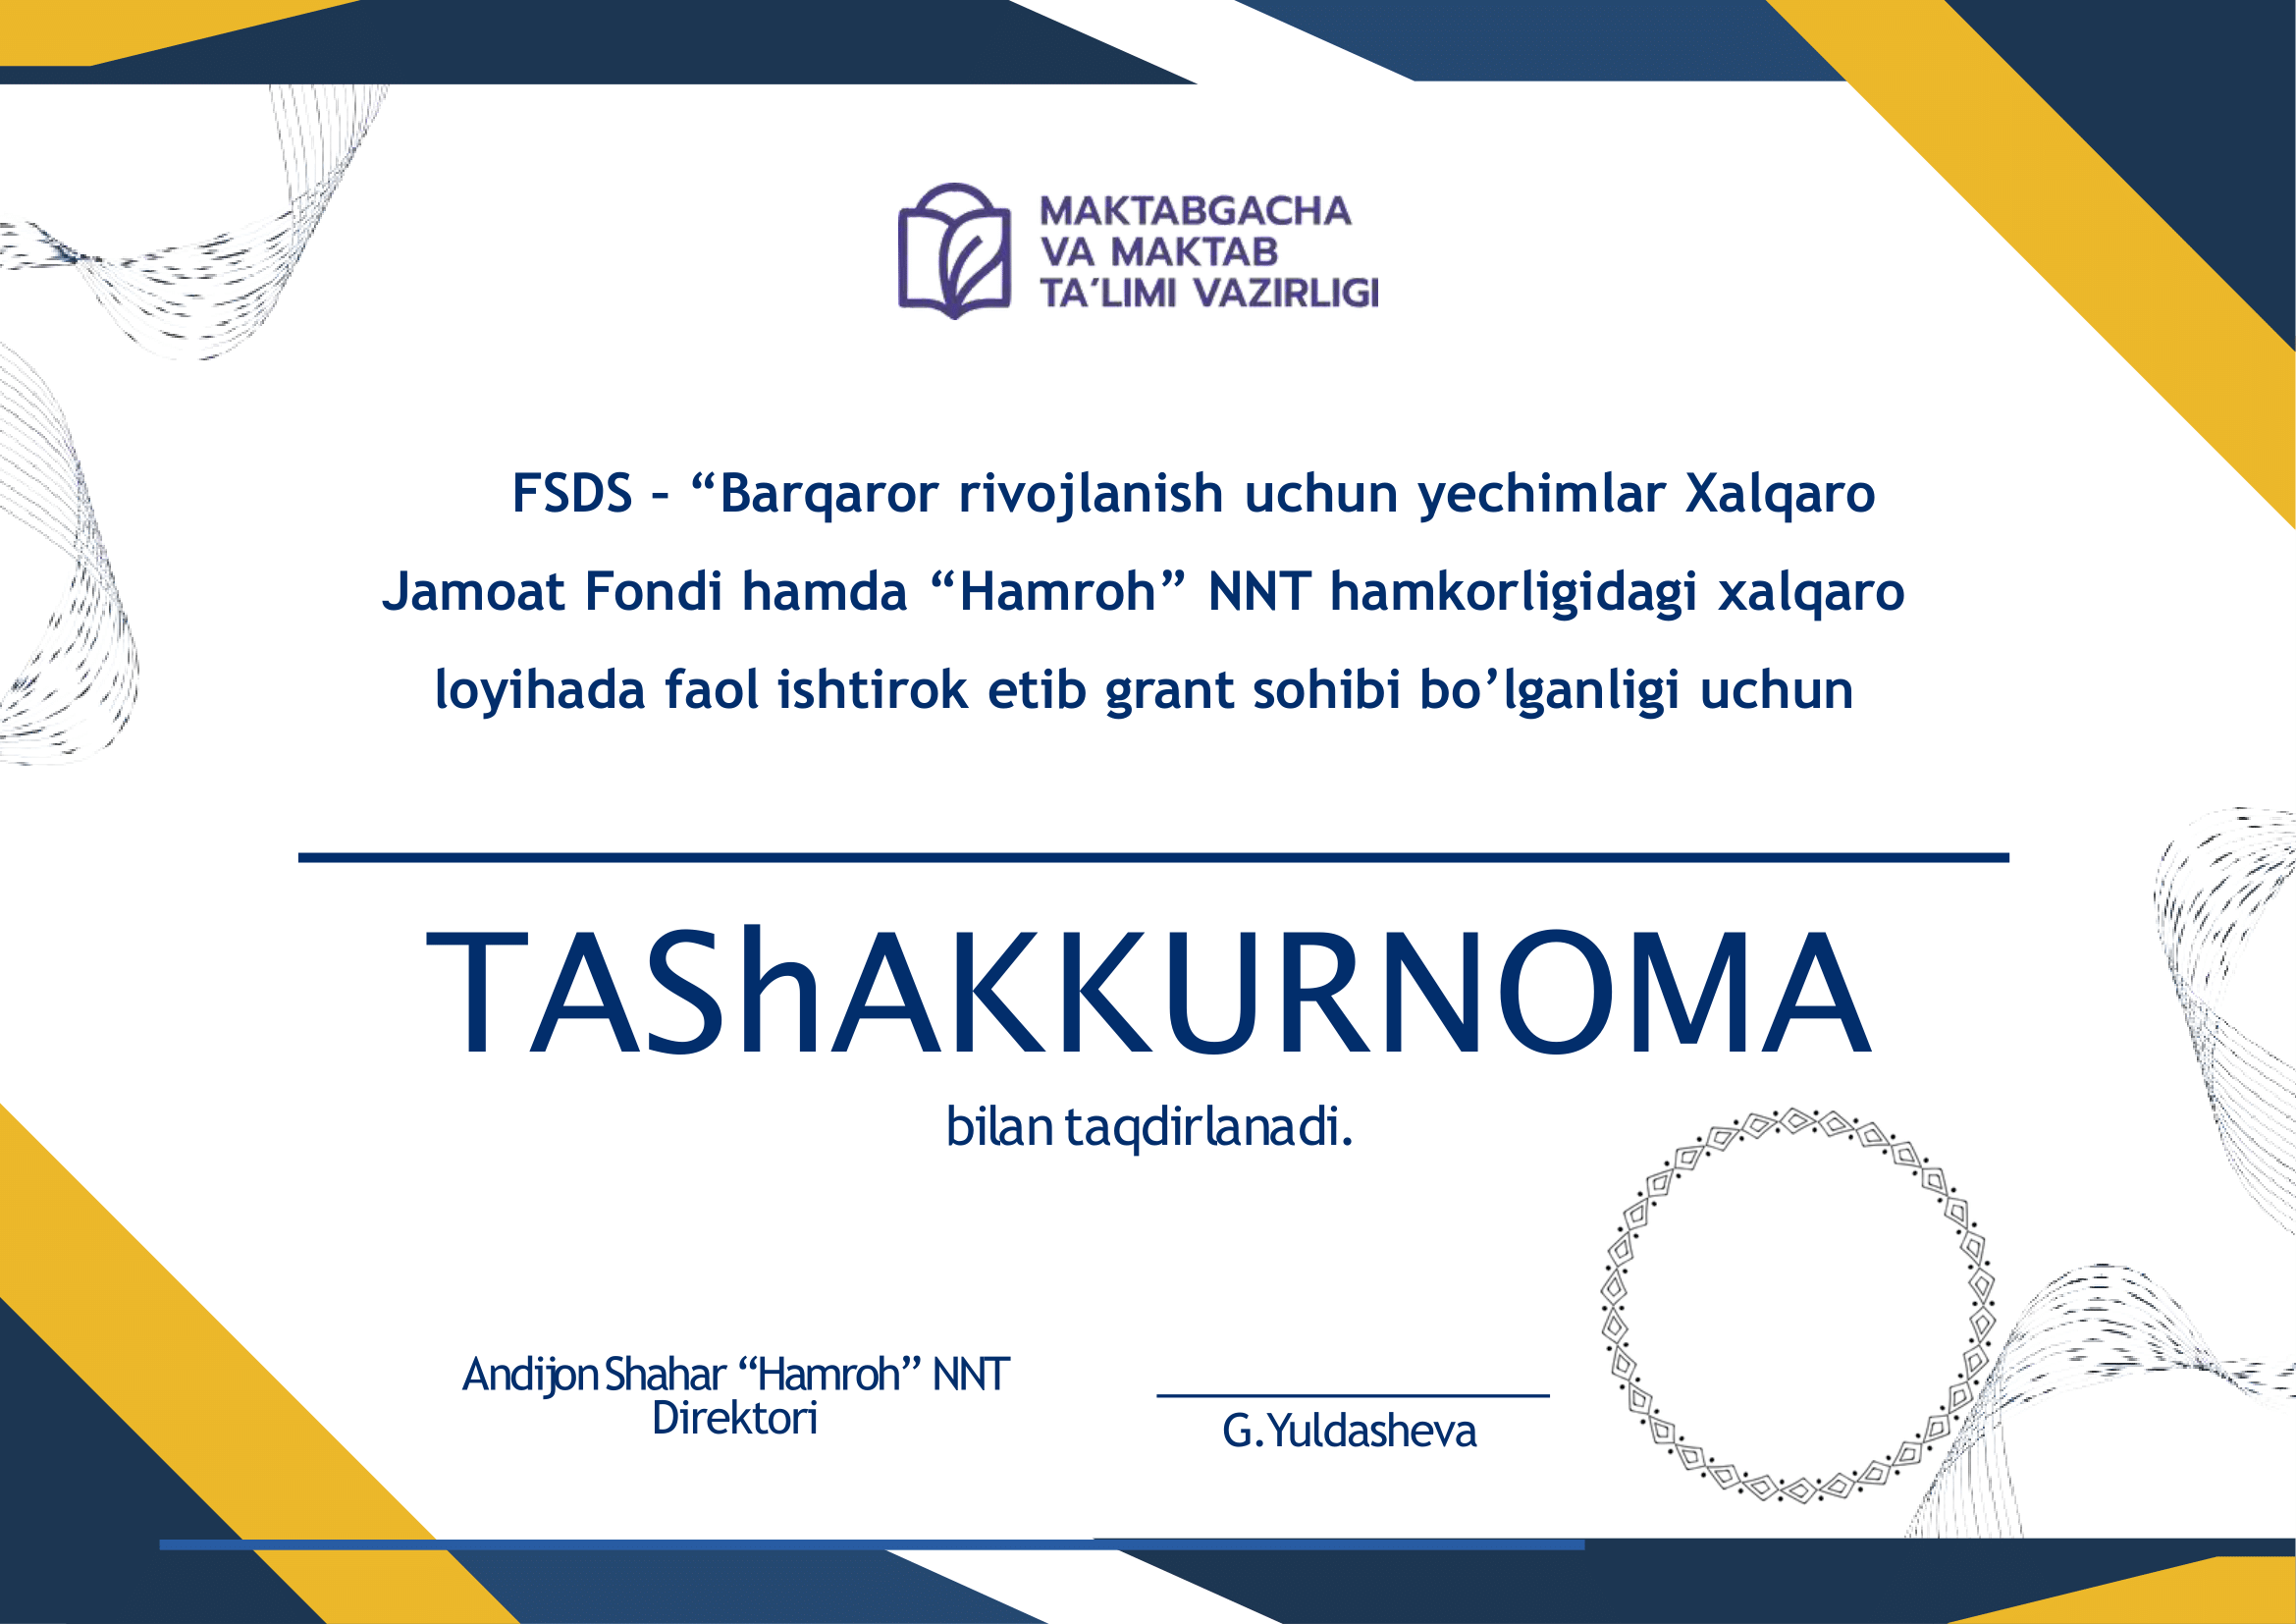 MAKTABGACHA
VA MAKTAB
TA'LIMI VAZIRLIGI
FSDS – “Barqaror rivojlanish uchun yechimlar Xalqaro
Jamoat Fondi hamda “Hamroh” NNT hamkorligidagi xalqaro
loyihada faol ishtirok etib grant sohibi bo’lganligi uchun
TAShAKKURNOMA
bilan taqdirlanadi.
Andijon Shahar “Hamroh” NNT
Direktori
G.Yuldasheva